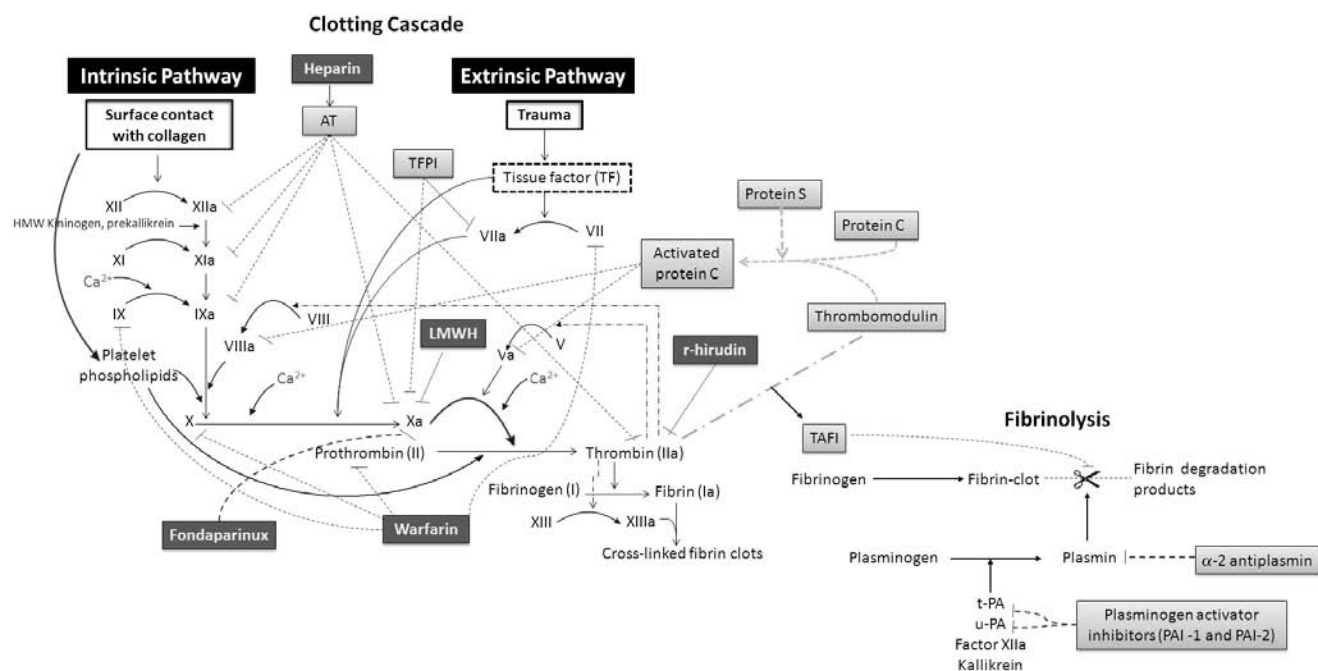 Clotting Cascade
Intrinsic Pathway
Heparin
Extrinsic Pathway
Surface contact
with collagen
AT
Trauma
TFPI
Tissue factor (TF)
Protein S
XII
XIIa
HMW Kininogen, prekallikrein
VIIa
VII
Protein C
XI
XIa
Activated
protein C
Ca2+
IX
IXa
VIII
Thrombomodulin
VIIIa
LMWH
V
Va
r-hirudin
Platelet
phospholipids
Ca2+
Ca2+
X
Xa
Prothrombin (II)
Thrombin (IIa)
Fibrinolysis
TAFI
Fibrinogen (I)
Fibrin (Ia)
Fibrinogen
Fibrin-clot
Fibrin degradation
products
XIII
XIIIa
Fondaparinux
Warfarin
Cross-linked fibrin clots
Plasminogen
Plasmin
α-2 antiplasmin
t-PA
u-PA
Factor XIIa
Kallikrein
Plasminogen activator
inhibitors (PAI -1 and PAI-2)